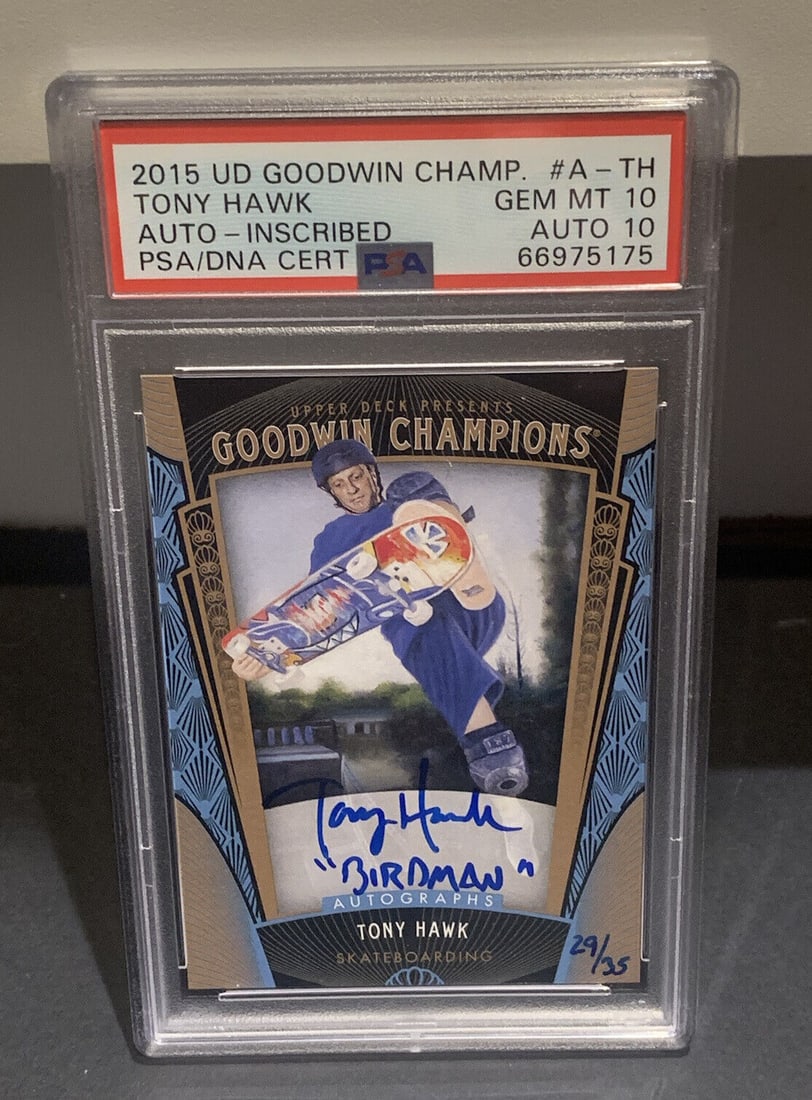 2015 UD GOODWIN CHAMP. #A-TH
TONY HAWK GEM MT 10
AUTO-INSCRIBED AUTO 10
PSA/DNA CERT PSA 66975175
UPPER DECK PRESENTS
GOODWIN CHAMPIONS®
Tony Hawk
"BIRDMAN"
AUTOGRAPHS
TONY HAWK
29/35
SKATEBOARDING